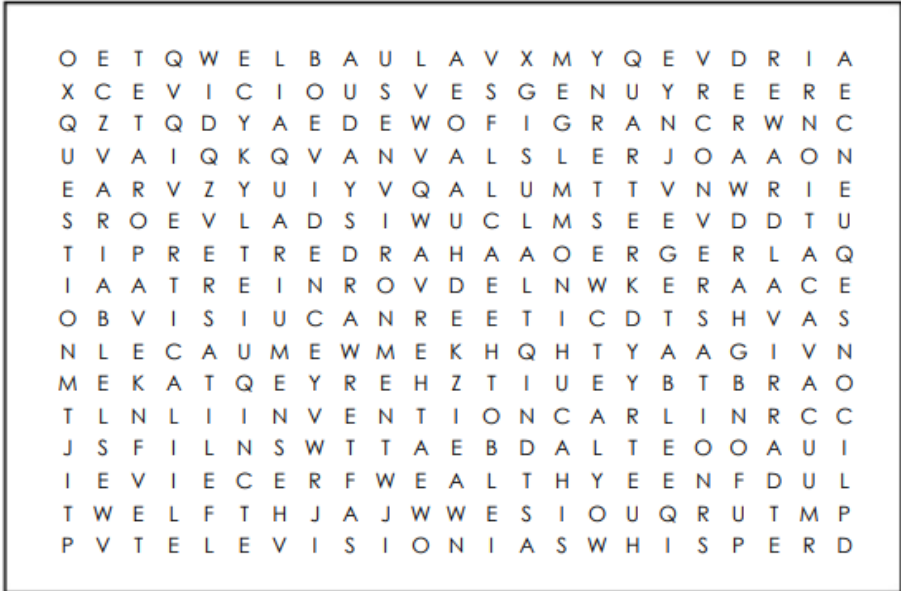 O E T Q W E L B A U L A V X M Y Q E V D R I A
X C E V I C I O U S V E S G E N U Y R E E R E
Q Z T Q D Y A E D E W O F I G R A N C R W N C
U V A I Q K Q V A N V A L S L E R J O A A O N
E A R V Z Y U I Y V Q A L U M T T V N W R I E
S R O E V L A D S I W U C L M S E E V D D T U
T I P R E T R E D R A H A A O E R G E R L A Q
I A A T R E I N R O V D E L N W K E R A A C E
O B V I S I U C A N R E E T I C D T S H V A S
N L E C A U M E W M E K H Q H T Y A A G I V N
M E K A T Q E Y R E H Z T I U E Y B T B R A O
T L N L I I N V E N T I O N C A R L I N R C C
J S F I L N S W T T A E B D A L T E O O A U I
I E V I E C E R F W E A L T H Y E E N F D U L
T W E L F T H J A J W W E S I O U Q R U T M P
P V T E L E V I S I O N I A S W H I S P E R D